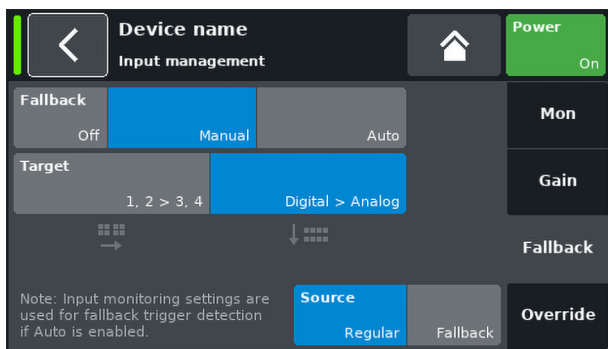 Device name
Input management
Power
On
Fallback
Off
Manual
Auto
Target
1, 2 > 3, 4
Digital > Analog
Note: Input monitoring settings are
used for fallback trigger detection
if Auto is enabled.
Source
Regular
Fallback
Mon
Gain
Fallback
Override